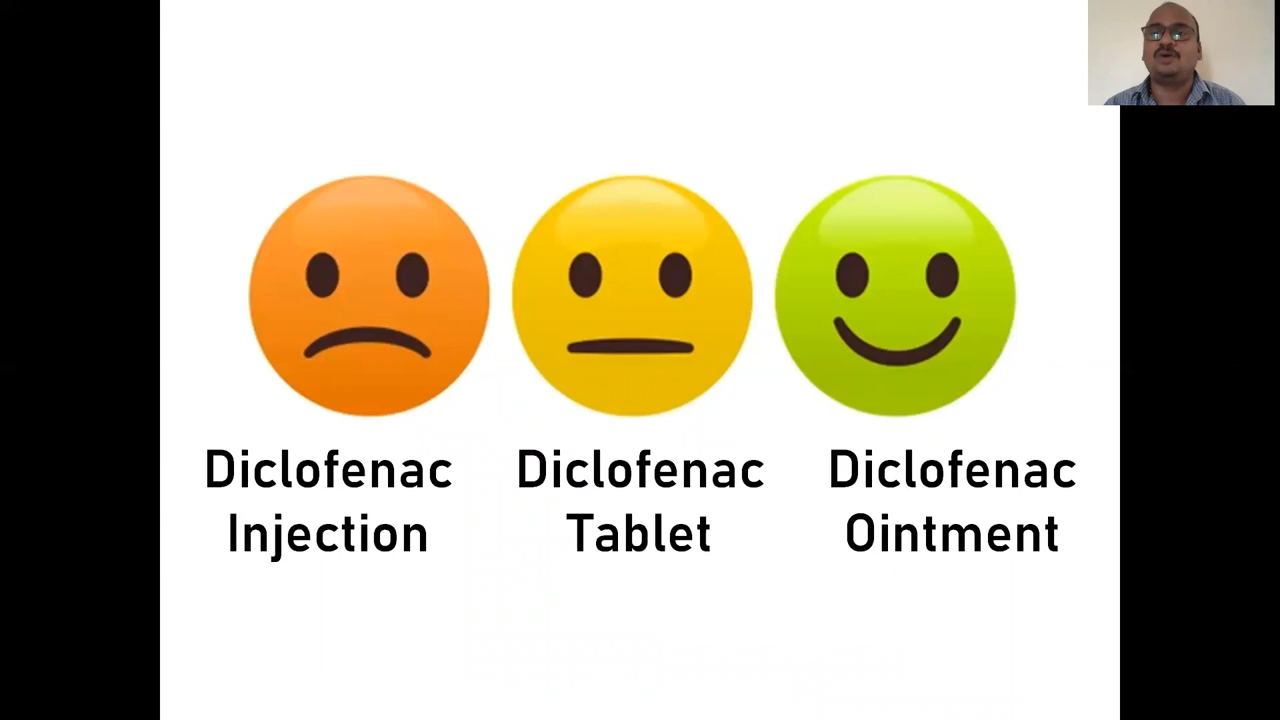 Diclofenac
Injection
Diclofenac
Tablet
Diclofenac
Ointment